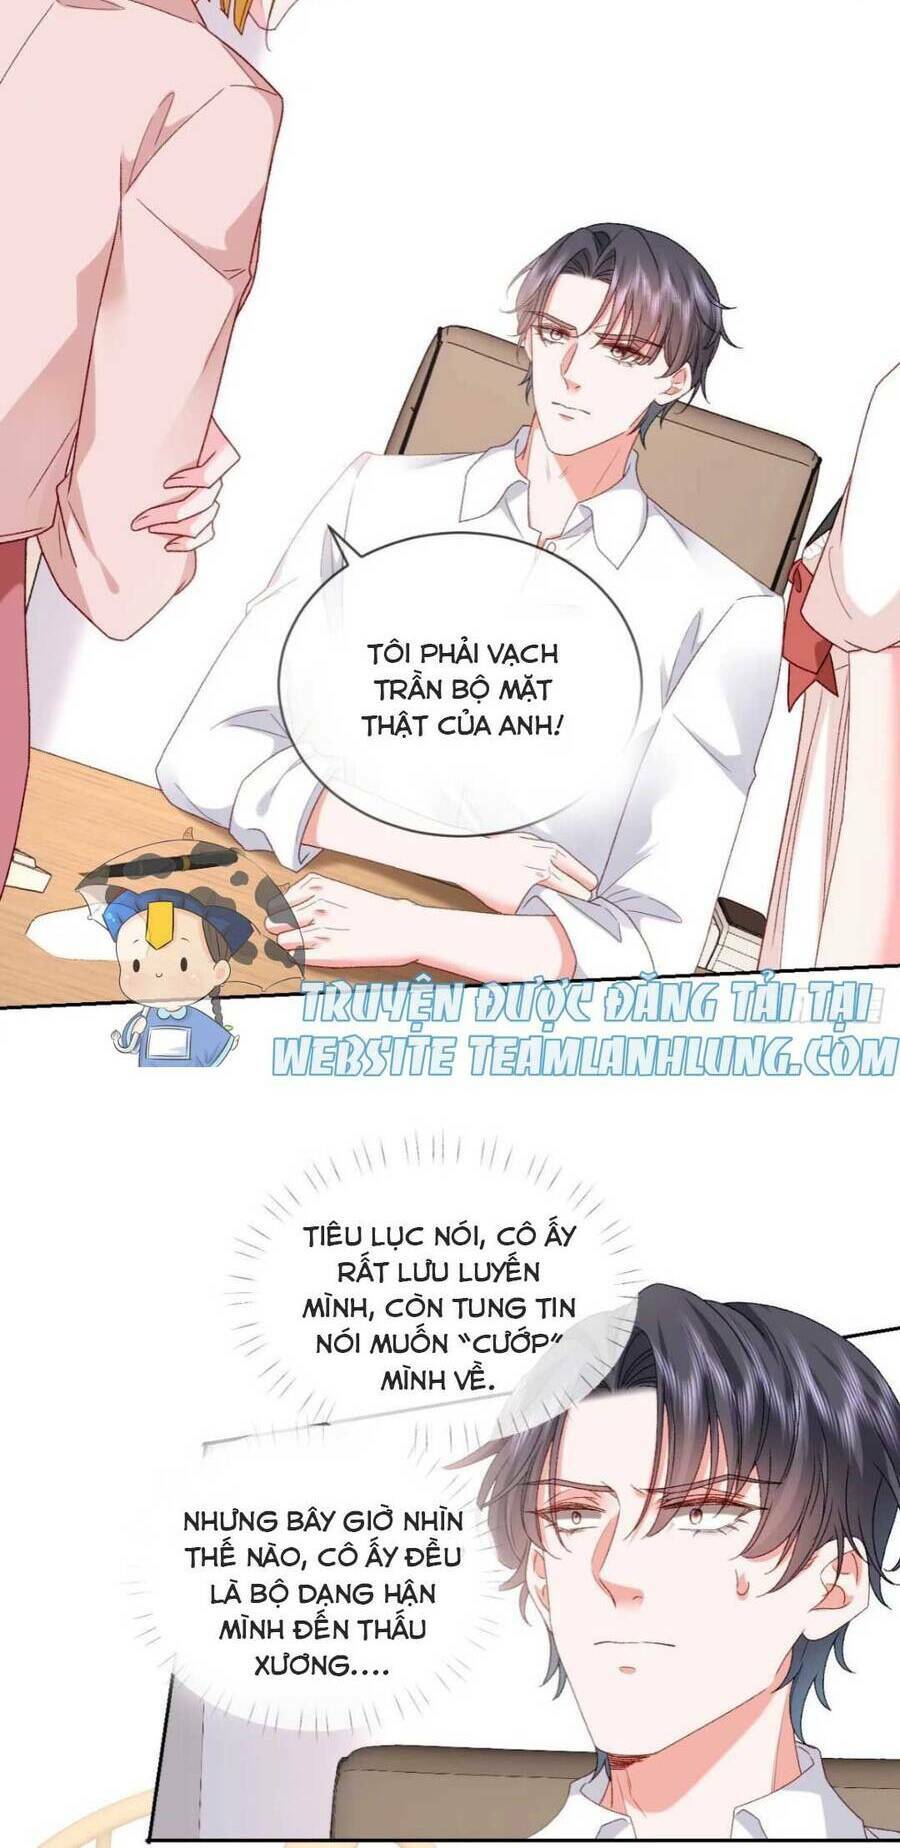 TÔI PHẢI VẠCH
TRẦN BỘ MẶT
THẬT CỦA ANH!
TRUYỆN ĐƯỢC ĐĂNG TẢI TẠI
WEBSITE TEAMLANHLUNG.COM
TIÊU LỤC NÓI, CÔ ẤY
RẤT LƯU LUYẾN
MÌNH, CÒN TUNG TIN
NÓI MUỐN "CƯỚP"
MÌNH VỀ.
NHƯNG BÂY GIỜ NHÌN
THẾ NÀO, CÔ ẤY ĐỀU
LÀ BỘ DẠNG HẬN
MÌNH ĐẾN THẤU
XƯƠNG....